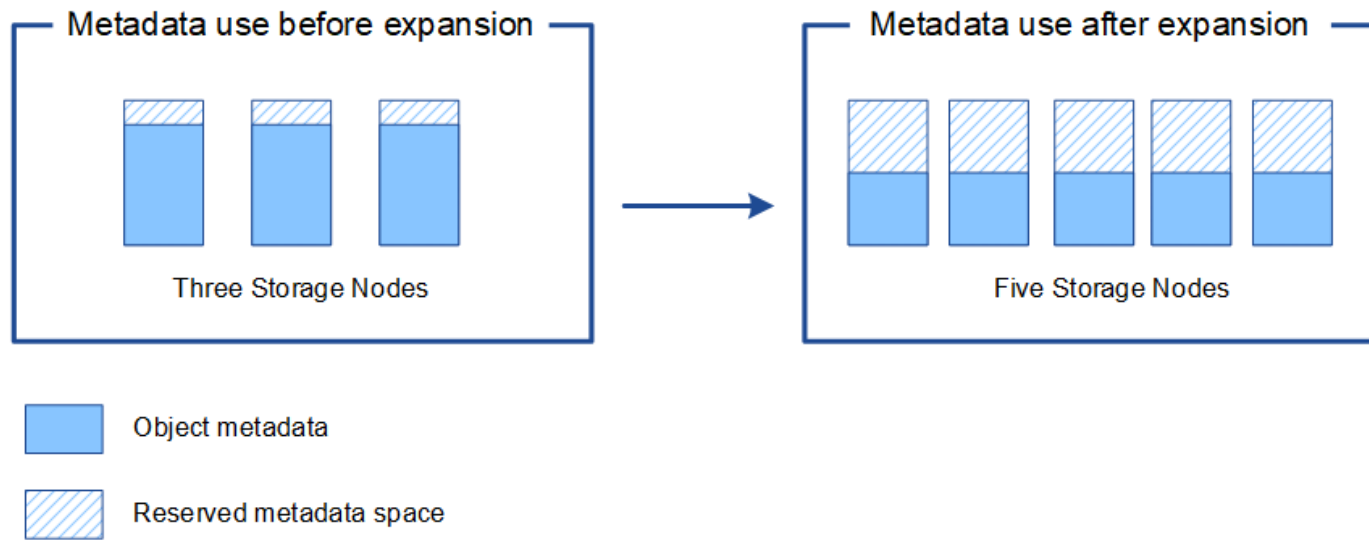 Metadata use before expansion
Metadata use after expansion
Three Storage Nodes
Five Storage Nodes
Object metadata
Reserved metadata space